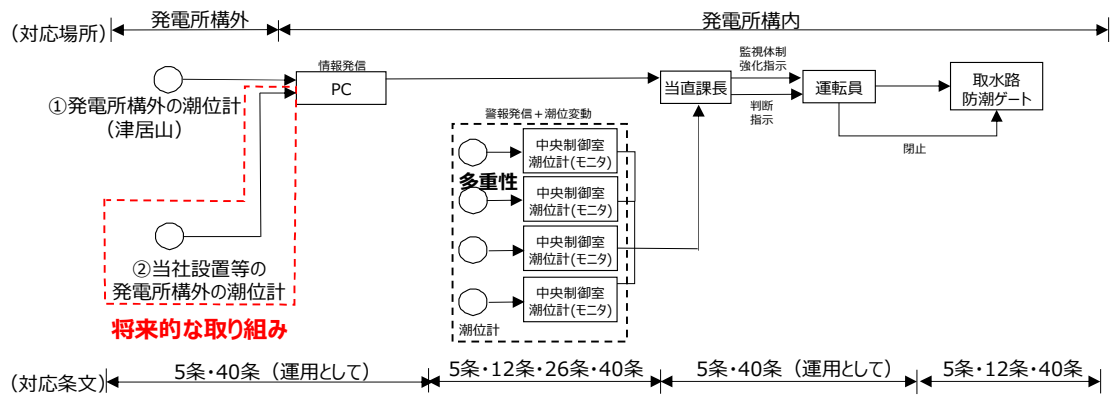 （対応場所）
発電所構外
発電所構内
情報発信
PC
①発電所構外の潮位計
（津居山）
②当社設置等の
発電所構外の潮位計
将来的な取り組み
警報発信＋潮位変動
多重性
中央制御室
潮位計(モニタ)
中央制御室
潮位計(モニタ)
中央制御室
潮位計(モニタ)
中央制御室
潮位計(モニタ)
潮位計
当直課長
監視体制
強化指示
判断
指示
運転員
取水路
防潮ゲート
閉止
（対応条文）
5条・40条（運用として）
5条・12条・26条・40条
5条・40条（運用として）
5条・12条・40条